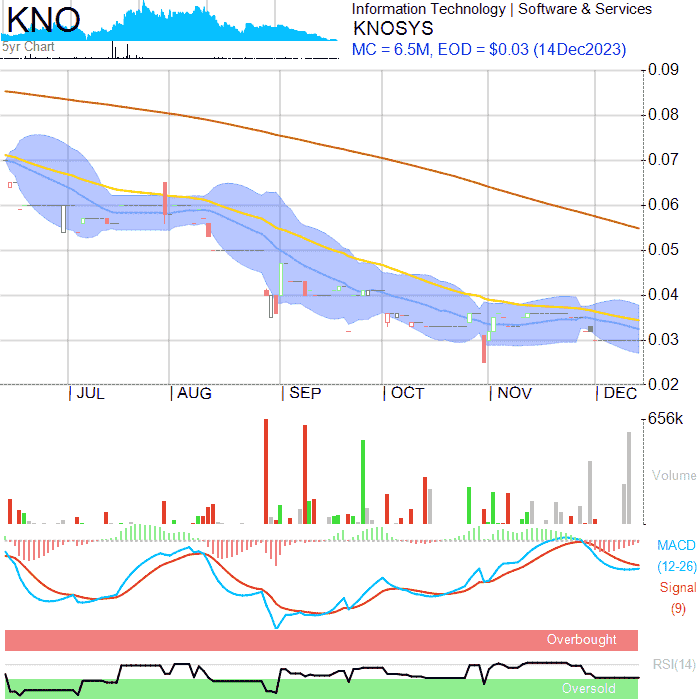 KNO
5yr Chart
Information Technology | Software & Services
KNOSYS
MC = 6.5M, EOD = $0.03 (14Dec2023)
0.09
0.08
0.07
0.06
0.05
0.04
0.03
0.02
JUL
AUG
SEP
OCT
NOV
DEC
656k
Volume
MACD
(12-26)
Signal
(9)
Overbought
RSI(14)
Oversold